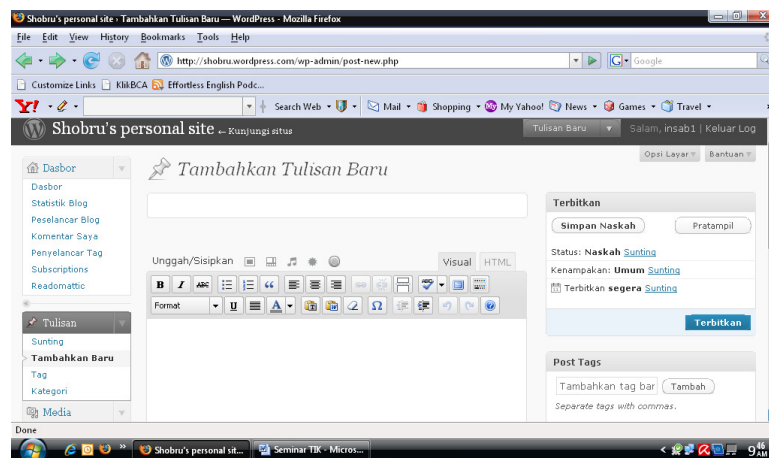 Shobru's personal site › Tambahkan Tulisan Baru — WordPress - Mozilla Firefox
File Edit View History Bookmarks Tools Help
http://shobru.wordpress.com/wp-admin/post-new.php
Google
Customize Links KlikBCA Effortless English Podc...
Y! Search Web Mail Shopping My Yahoo! News Games Travel
Shobru's personal site ← Kunjungi situs
Tulisan Baru Salam, insab1 | Keluar Log
Opsi Layar Bantuan
Dasbor
Dasbor
Statistik Blog
Peselancar Blog
Komentar Saya
Penyelancar Tag
Subscriptions
Readomattic
Tulisan
Sunting
Tambahkan Baru
Tag
Kategori
Media
Tambahkan Tulisan Baru
Unggah/Sisipkan
Visual HTML
B I ABC
Format U A Ω
Terbitkan
Simpan Naskah Pratampil
Status: Naskah Sunting
Kenampakan: Umum Sunting
Terbitkan segera Sunting
Terbitkan
Post Tags
Tambahkan tag bar Tambah
Separate tags with commas.
Done
Shobru's personal sit... Seminar TIK - Micros...
9 46 AM